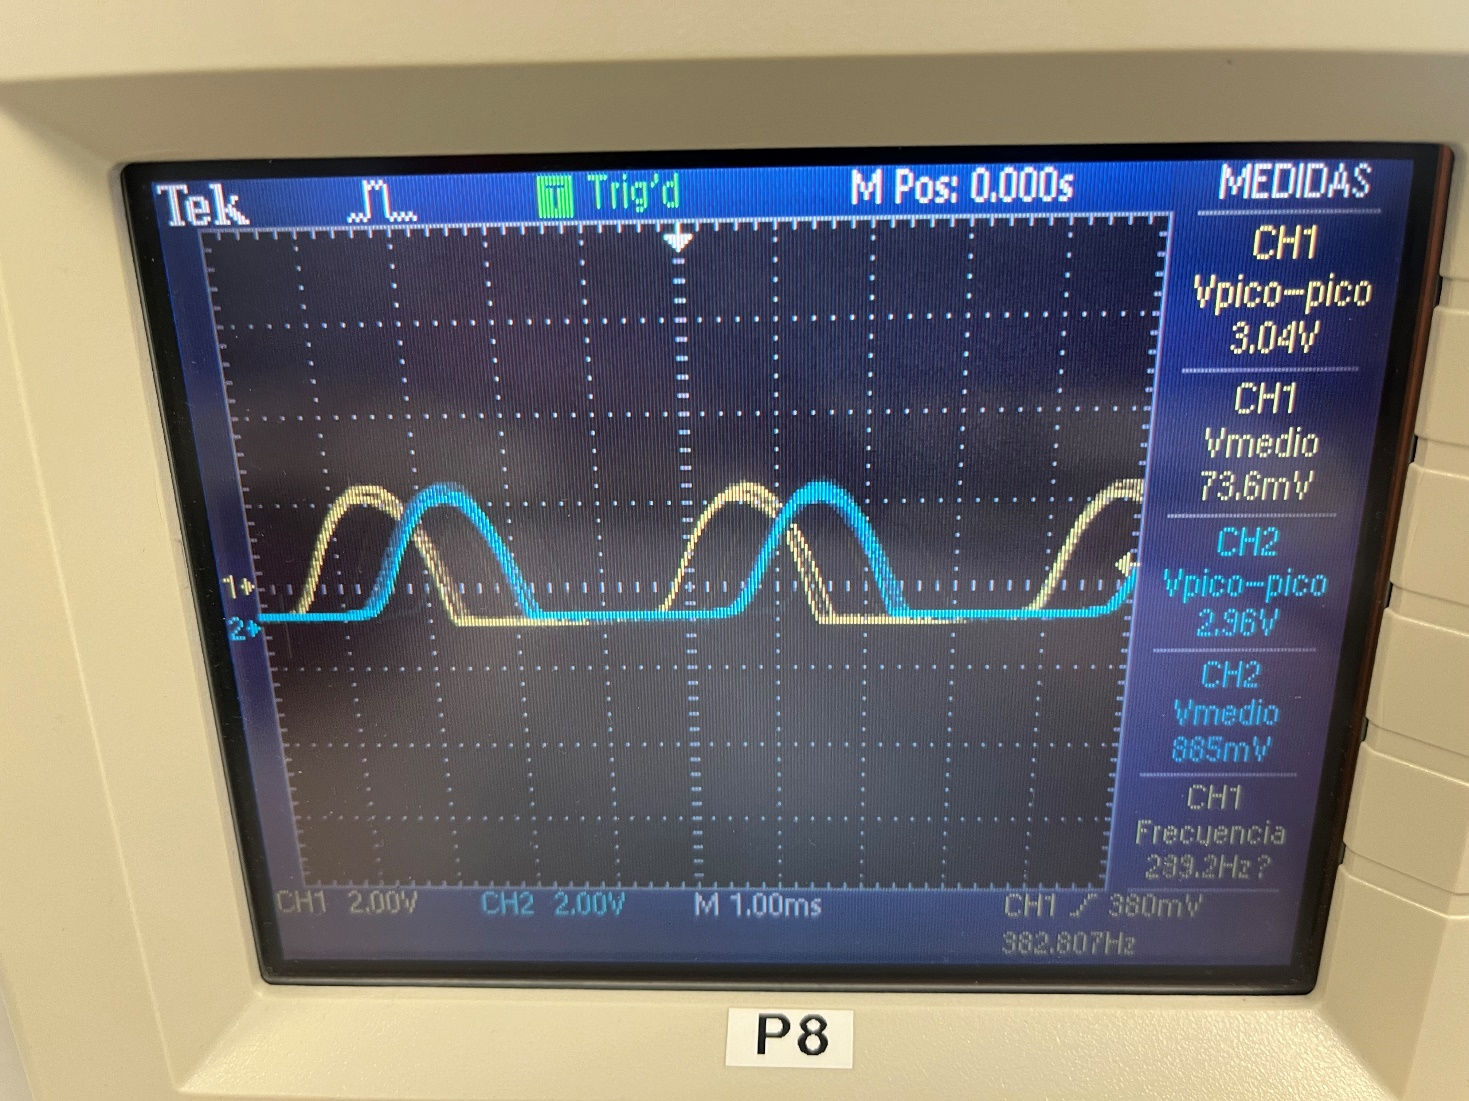 Tek
T Trig'd
M Pos: 0.000s
MEDIDAS
CH1
Vpico-pico
3.04V
CH1
Vmedio
73.6mV
CH2
Vpico-pico
2.96V
CH2
Vmedio
885mV
CH1
Frecuencia
299.2Hz?
1
2
CH1 2.00V
CH2 2.00V
M 1.00ms
CH1 380mV
382.807Hz
P8